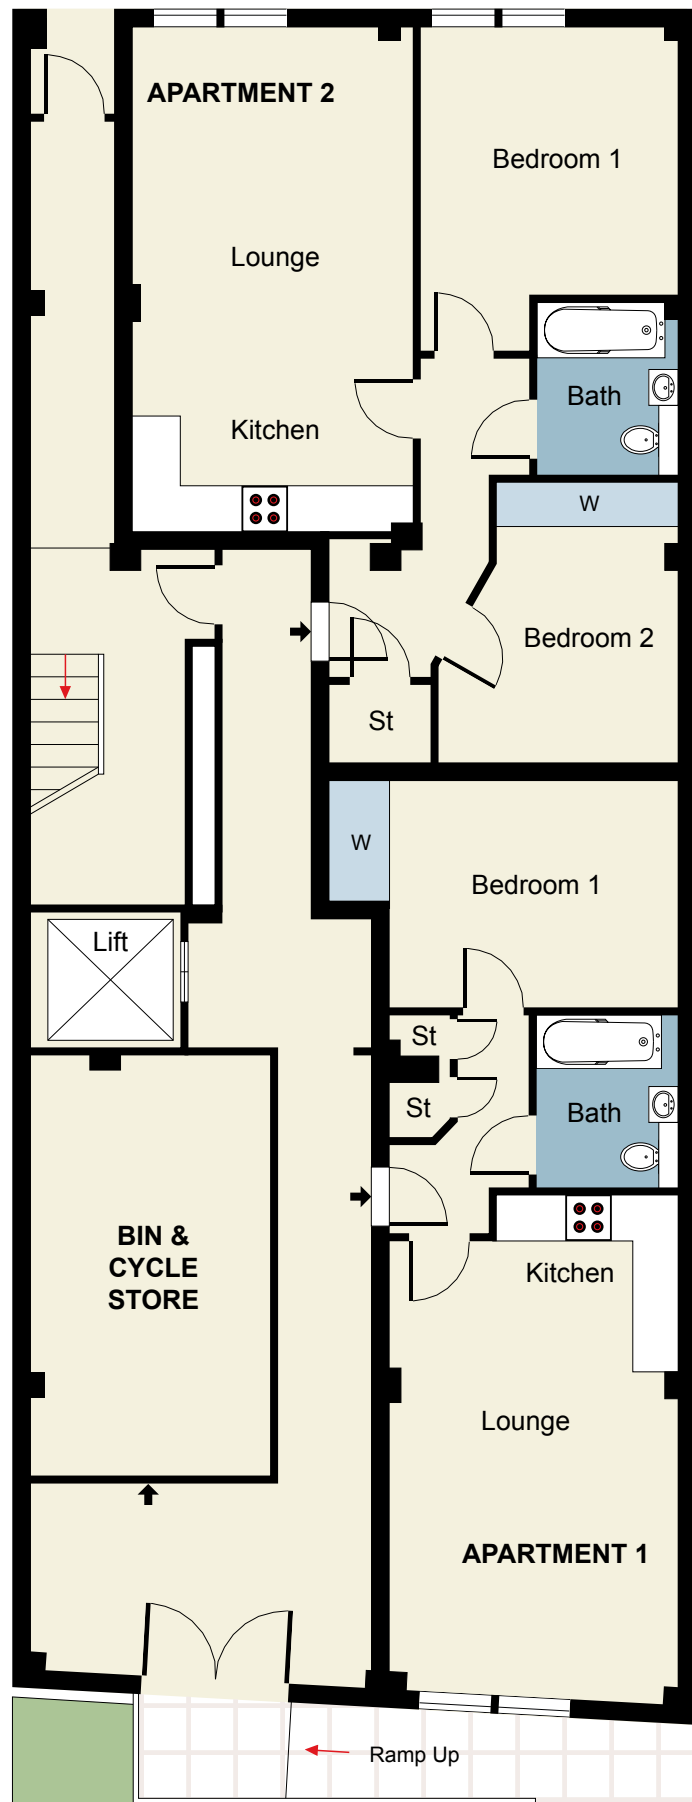 APARTMENT 2
Bedroom 1
Lounge
Bath
Kitchen
W
Bedroom 2
St
W
Bedroom 1
Lift
St
St
Bath
BIN &
CYCLE
STORE
Kitchen
Lounge
APARTMENT 1
Ramp Up